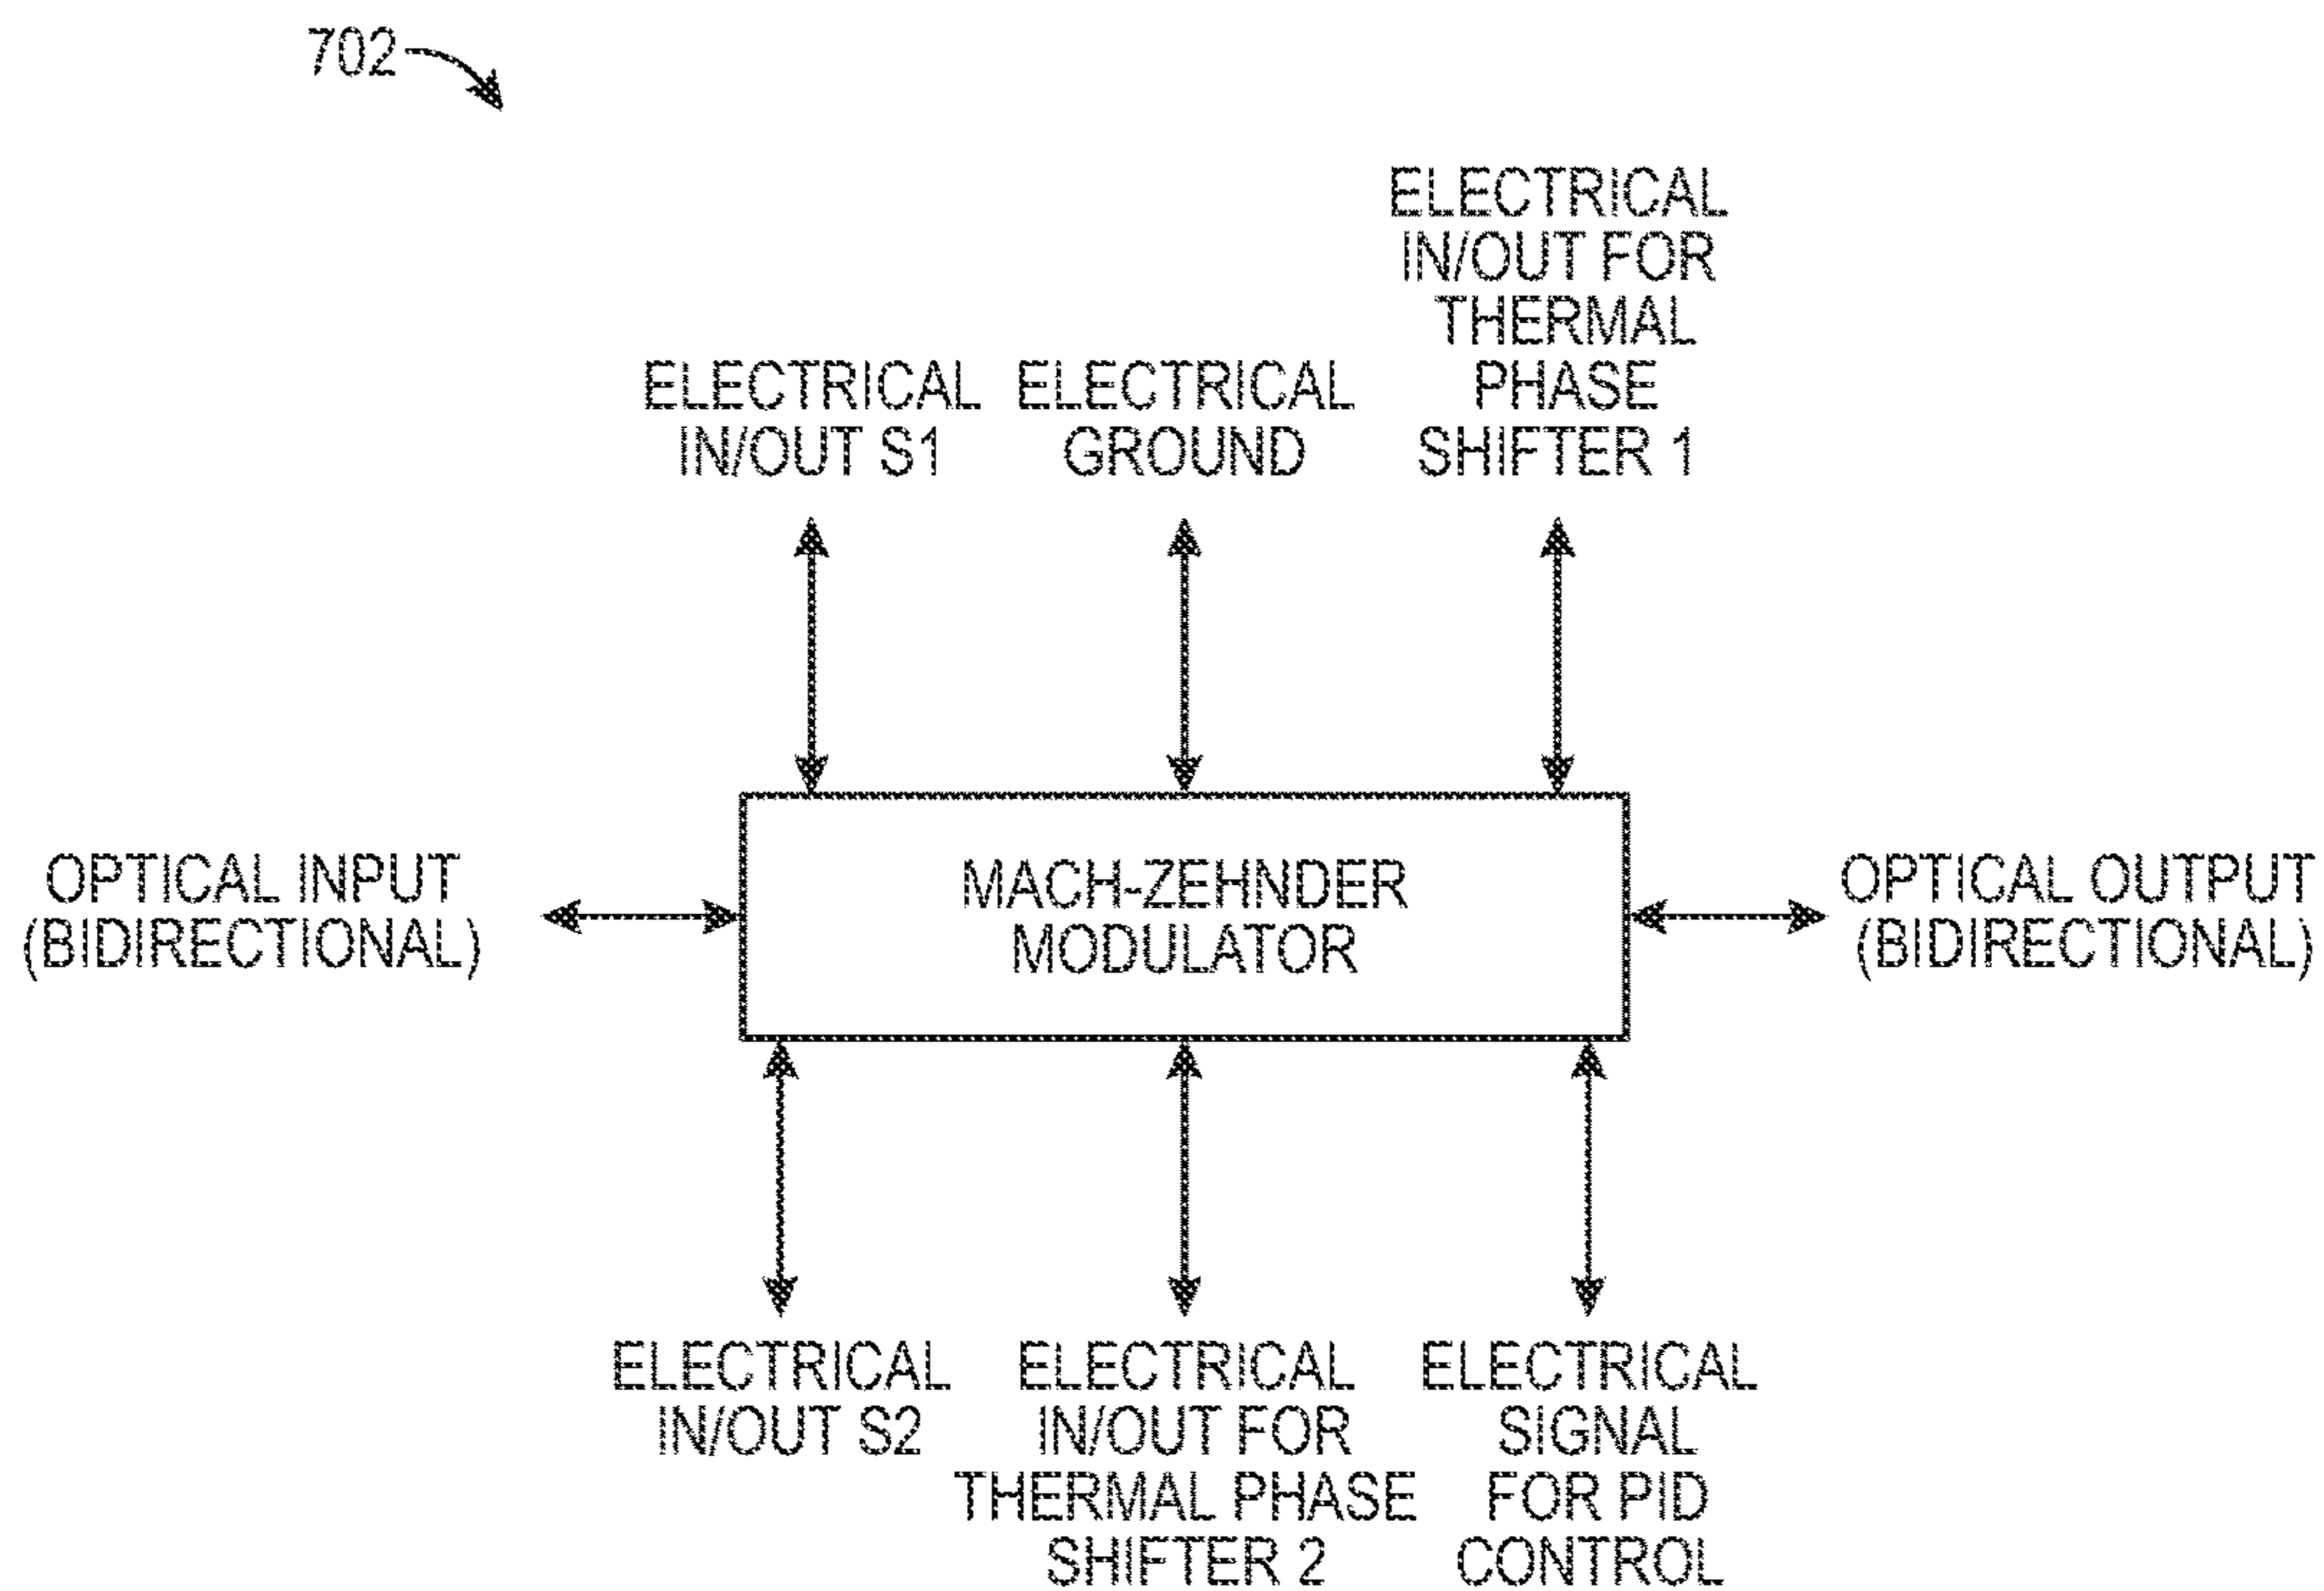 702
ELECTRICAL
IN/OUT FOR
THERMAL
PHASE
SHIFTER 1
ELECTRICAL
IN/OUT S1
ELECTRICAL
GROUND
OPTICAL INPUT
(BIDIRECTIONAL)
MACH-ZEHNDER
MODULATOR
OPTICAL OUTPUT
(BIDIRECTIONAL)
ELECTRICAL
IN/OUT S2
ELECTRICAL
IN/OUT FOR
THERMAL PHASE
SHIFTER 2
ELECTRICAL
SIGNAL
FOR PID
CONTROL